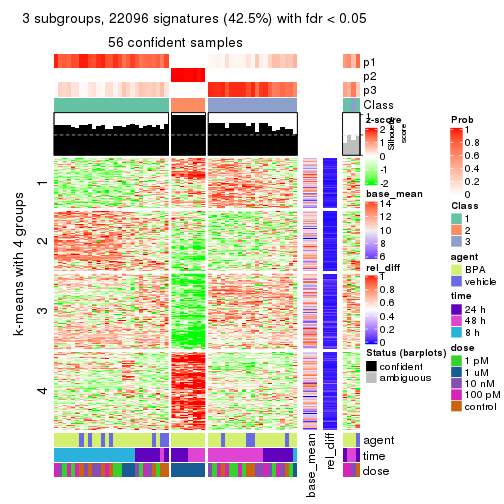 3 subgroups, 22096 signatures (42.5%) with fdr < 0.05
56 confident samples
p1
p2
p3
Class
z-score
2
1
0
-1
-2
Silhouette score
k-means with 4 groups
1
2
3
4
base_mean
14
12
10
8
6
rel_diff
1
0.8
0.6
0.4
0.2
0
Status (barplots)
confident
ambiguous
Prob
1
0.8
0.6
0.4
0.2
0
Class
1
2
3
agent
BPA
vehicle
time
24 h
48 h
8 h
dose
1 pM
1 uM
10 nM
100 pM
control
agent
time
dose
base_mean
rel_diff